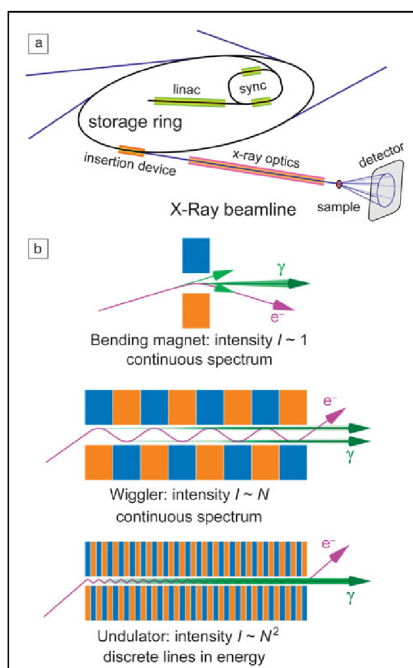 a
linac
sync
storage ring
insertion device
x-ray optics
detector
sample
X-Ray beamline
b
γ
e⁻
Bending magnet: intensity I ~ 1
continuous spectrum
e⁻
γ
Wiggler: intensity I ~ N
continuous spectrum
e⁻
γ
Undulator: intensity I ~ N²
discrete lines in energy